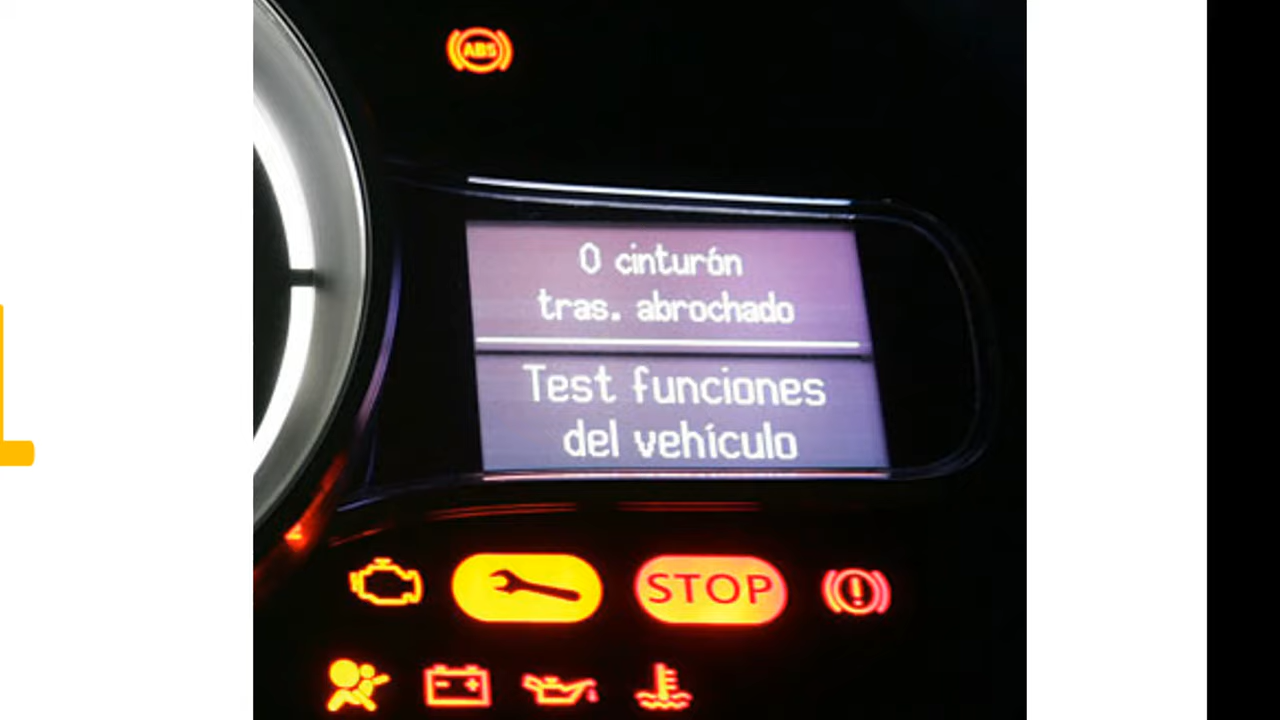 ABS
0 cinturón
tras. abrochado
Test funciones
del vehículo
STOP